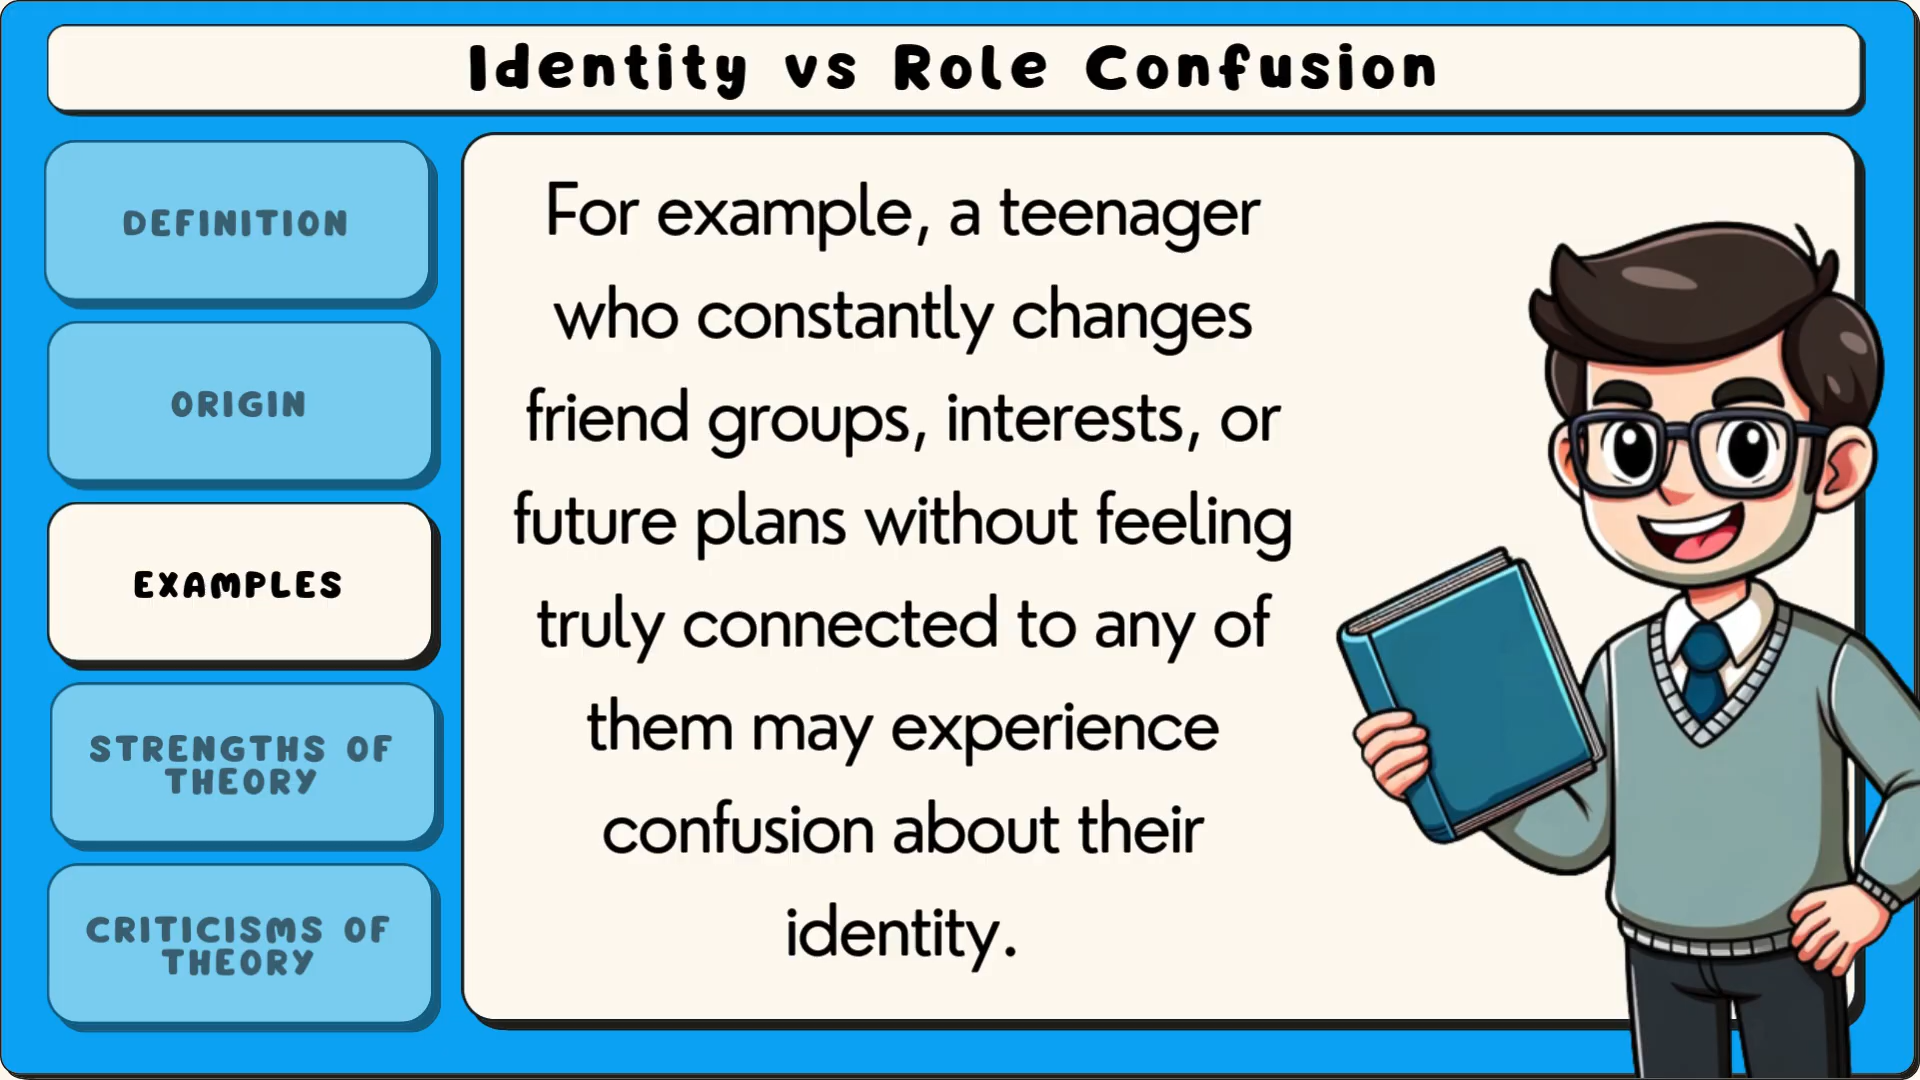 Identity vs Role Confusion
DEFINITION
ORIGIN
EXAMPLES
STRENGTHS OF
THEORY
CRITICISMS OF
THEORY
For example, a teenager
who constantly changes
friend groups, interests, or
future plans without feeling
truly connected to any of
them may experience
confusion about their
identity.